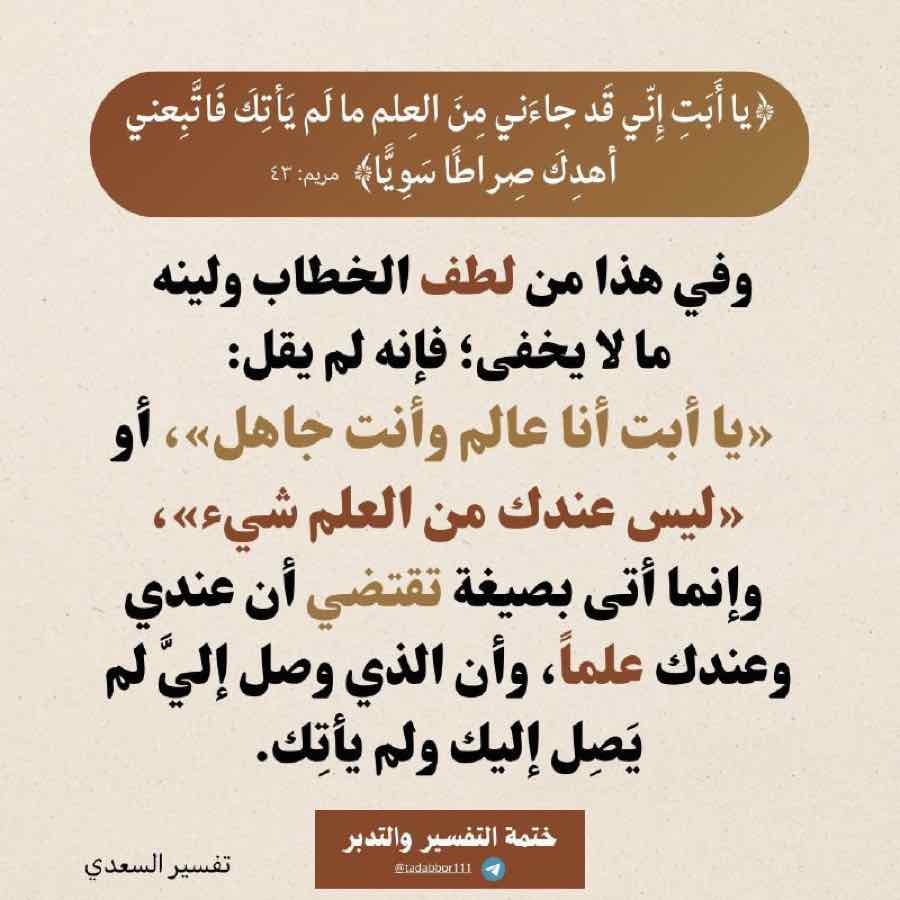 ﴿يا أَبَتِ إِنّي قَد جاءَني مِنَ العِلمِ ما لَم يَأتِكَ فَاتَّبِعني
أَهدِكَ صِراطًا سَوِيًّا﴾ مريم: ٤٣
وفي هذا من لطف الخطاب ولينه
ما لا يخفى؛ فإنه لم يقل:
«يا أبت أنا عالم وأنت جاهل»، أو
«ليس عندك من العلم شيء»،
وإنما أتى بصيغة تقتضي أن عندي
وعندك علماً، وأن الذي وصل إليَّ لم
يَصِل إليك ولم يأتِك.
ختمة التفسير والتدبر
@tadabbor111
تفسير السعدي